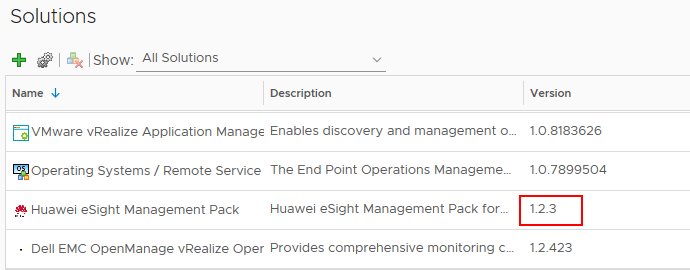 Solutions
Show: All Solutions
Name Description Version
VMware vRealize Application Manage Enables discovery and management o... 1.0.8183626
Operating Systems / Remote Service The End Point Operations Manageme... 1.0.7899504
Huawei eSight Management Pack Huawei eSight Management Pack for... 1.2.3
Dell EMC OpenManage vRealize Oper Provides comprehensive monitoring c... 1.2.423